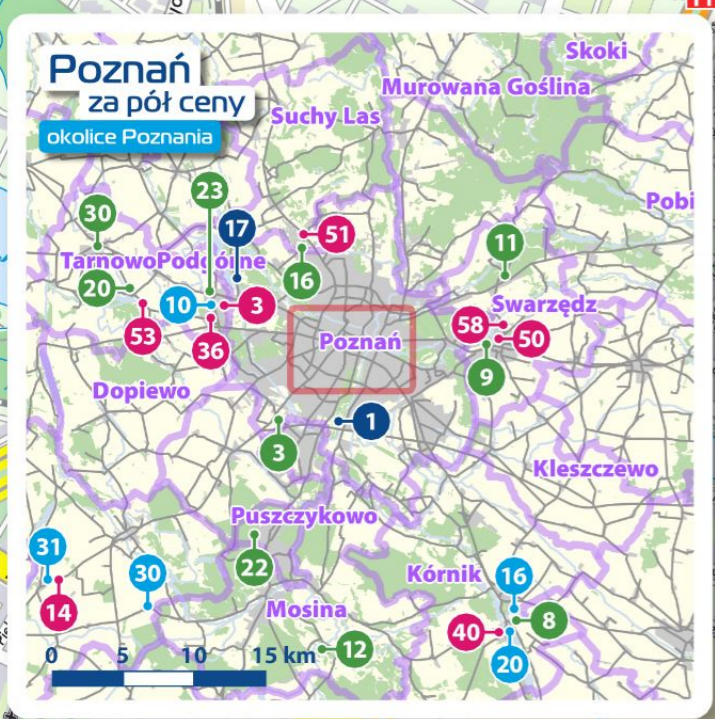 Poznań
za pół ceny
okolice Poznania
Skoki
Murowana Goślina
Suchy Las
Pobi
23
30
17
51
11
TarnowoPodgórne
16
20
10
3
Swarzędz
58
53
36
Poznań
50
9
Dopiewo
1
3
Kleszczewo
Puszczykowo
31
22
30
Kórnik
16
14
Mosina
8
40
12
20
0 5 10 15 km